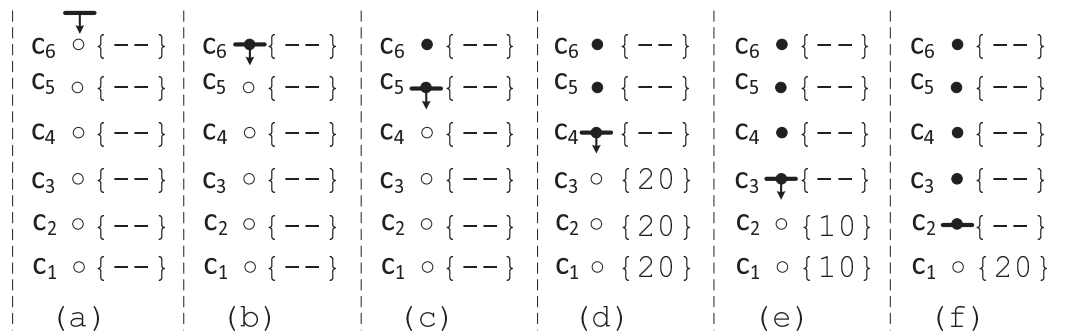 C6 {--} C6 {--} C6 {--} C6 {--} C6 {--} C6 {--}
C5 {--} C5 {--} C5 {--} C5 {--} C5 {--} C5 {--}
C4 {--} C4 {--} C4 {--} C4 {--} C4 {--} C4 {--}
C3 {--} C3 {--} C3 {--} C3 {20} C3 {--} C3 {--}
C2 {--} C2 {--} C2 {--} C2 {20} C2 {10} C2 {--}
C1 {--} C1 {--} C1 {--} C1 {20} C1 {10} C1 {20}
(a) (b) (c) (d) (e) (f)